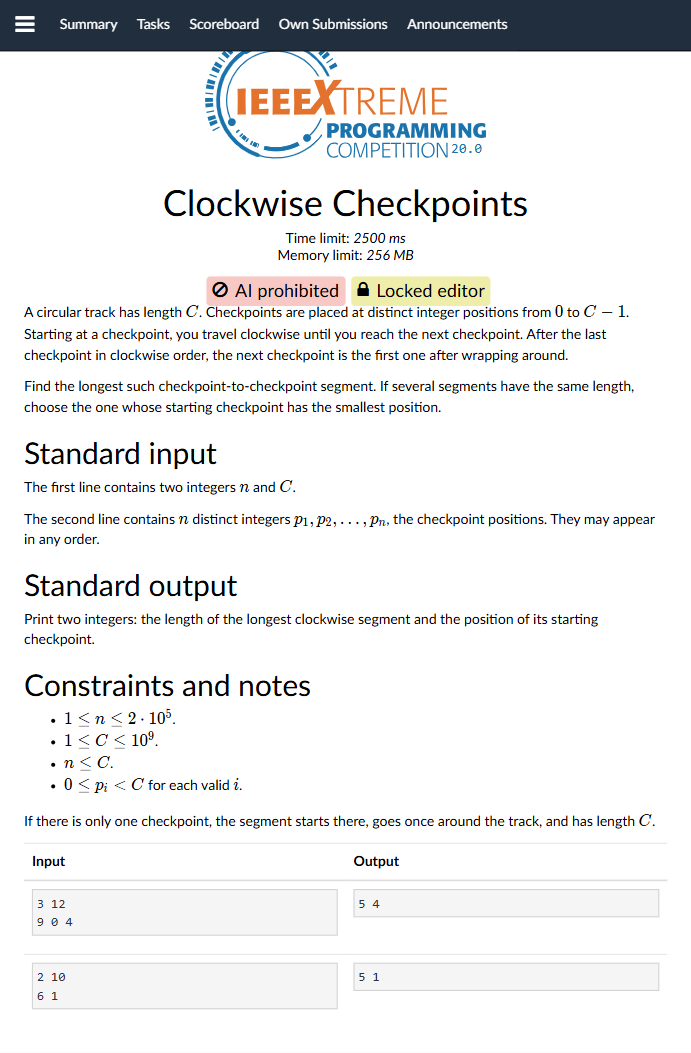 Summary Tasks Scoreboard Own Submissions Announcements
IEEEXTREME
PROGRAMMING
COMPETITION 20.0
Clockwise Checkpoints
Time limit: 2500 ms
Memory limit: 256 MB
AI prohibited Locked editor
A circular track has length C. Checkpoints are placed at distinct integer positions from 0 to C − 1.
Starting at a checkpoint, you travel clockwise until you reach the next checkpoint. After the last
checkpoint in clockwise order, the next checkpoint is the first one after wrapping around.
Find the longest such checkpoint-to-checkpoint segment. If several segments have the same length,
choose the one whose starting checkpoint has the smallest position.
Standard input
The first line contains two integers n and C.
The second line contains n distinct integers p₁, p₂, . . . , pₙ, the checkpoint positions. They may appear
in any order.
Standard output
Print two integers: the length of the longest clockwise segment and the position of its starting
checkpoint.
Constraints and notes
• 1 ≤ n ≤ 2 · 10⁵.
• 1 ≤ C ≤ 10⁹.
• n ≤ C.
• 0 ≤ pᵢ < C for each valid i.
If there is only one checkpoint, the segment starts there, goes once around the track, and has length C.
Input Output
3 12 5 4
9 0 4
2 10 5 1
6 1